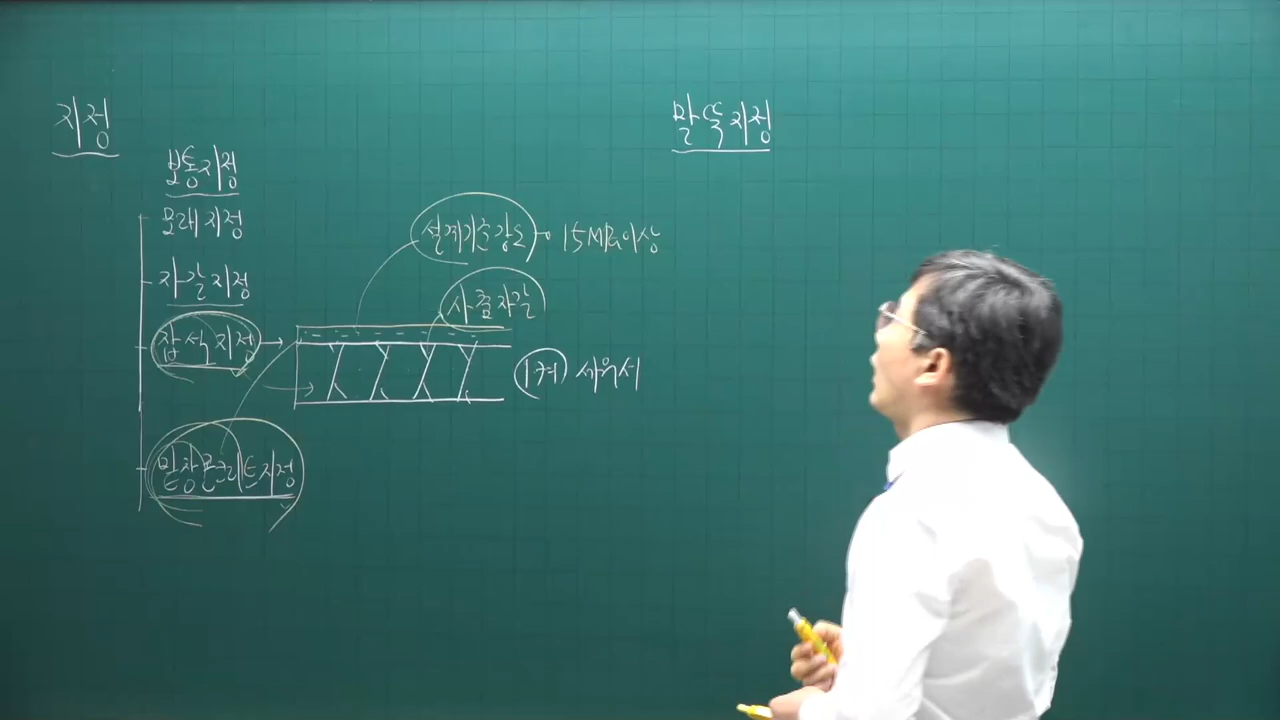 지정
보통지정
모래지정
자갈지정
잡석지정
밑창콘크리트지정
설계기준강도 15MPa이상
사춤자갈
1켜 세워서
말뚝지정